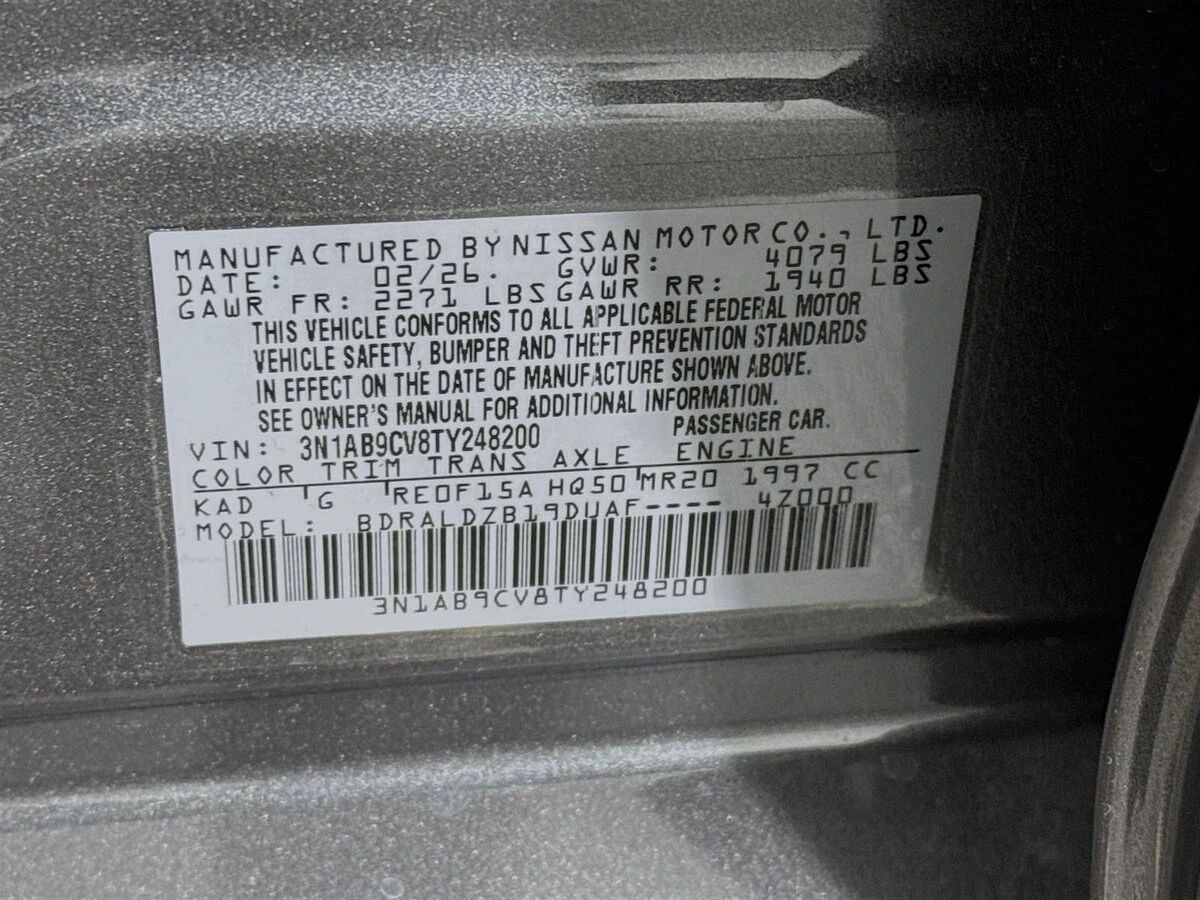 MANUFACTURED BY NISSAN MOTOR CO., LTD.
DATE: 02/26. GVWR: 4079 LBS
GAWR FR: 2271 LBS GAWR RR: 1940 LBS
THIS VEHICLE CONFORMS TO ALL APPLICABLE FEDERAL MOTOR
VEHICLE SAFETY, BUMPER AND THEFT PREVENTION STANDARDS
IN EFFECT ON THE DATE OF MANUFACTURE SHOWN ABOVE.
SEE OWNER'S MANUAL FOR ADDITIONAL INFORMATION.
VIN: 3N1AB9CV8TY248200 PASSENGER CAR.
COLOR TRIM TRANS AXLE ENGINE
KAD G RE0F15A HQ50 MR20 1997 CC
MODEL: BDRALDZB19DUAF---- 4Z000
3N1AB9CV8TY248200